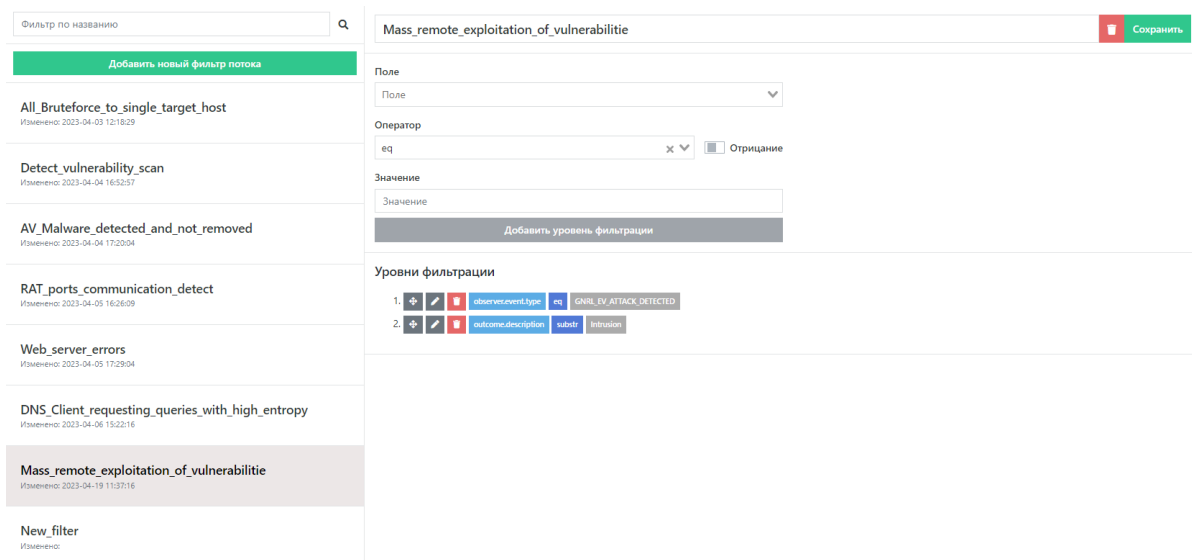 Фильтр по названию
Добавить новый фильтр потока
All_Bruteforce_to_single_target_host
Изменено: 2023-04-03 12:18:29
Detect_vulnerability_scan
Изменено: 2023-04-04 16:52:57
AV_Malware_detected_and_not_removed
Изменено: 2023-04-04 17:20:04
RAT_ports_communication_detect
Изменено: 2023-04-05 16:26:09
Web_server_errors
Изменено: 2023-04-05 17:29:04
DNS_Client_requesting_queries_with_high_entropy
Изменено: 2023-04-06 15:22:16
Mass_remote_exploitation_of_vulnerabilitie
Изменено: 2023-04-19 11:37:16
New_filter
Изменено:
Mass_remote_exploitation_of_vulnerabilitie Сохранить
Поле
Поле
Оператор
eq Отрицание
Значение
Значение
Добавить уровень фильтрации
Уровни фильтрации
1. observer.event.type eq GNRL_EV_ATTACK_DETECTED
2. outcome.description substr Intrusion